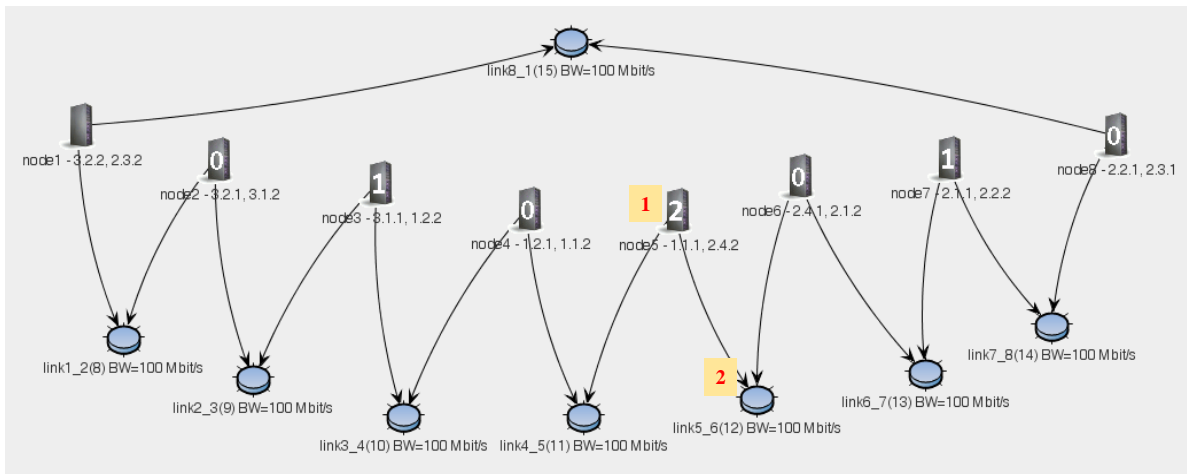 link8_1(15) BW=100 Mbit/s
node1 - 3.2.2, 2.3.2
0
node2 - 3.2.1, 3.1.2
1
node3 - 3.1.1, 1.2.2
0
node4 - 1.2.1, 1.1.2
1
2
node5 - 1.1.1, 2.4.2
0
node6 - 2.4.1, 2.1.2
1
node7 - 2.1.1, 2.2.2
0
node8 - 2.2.1, 2.3.1
link1_2(8) BW=100 Mbit/s
link2_3(9) BW=100 Mbit/s
link3_4(10) BW=100 Mbit/s
link4_5(11) BW=100 Mbit/s
2
link5_6(12) BW=100 Mbit/s
link6_7(13) BW=100 Mbit/s
link7_8(14) BW=100 Mbit/s